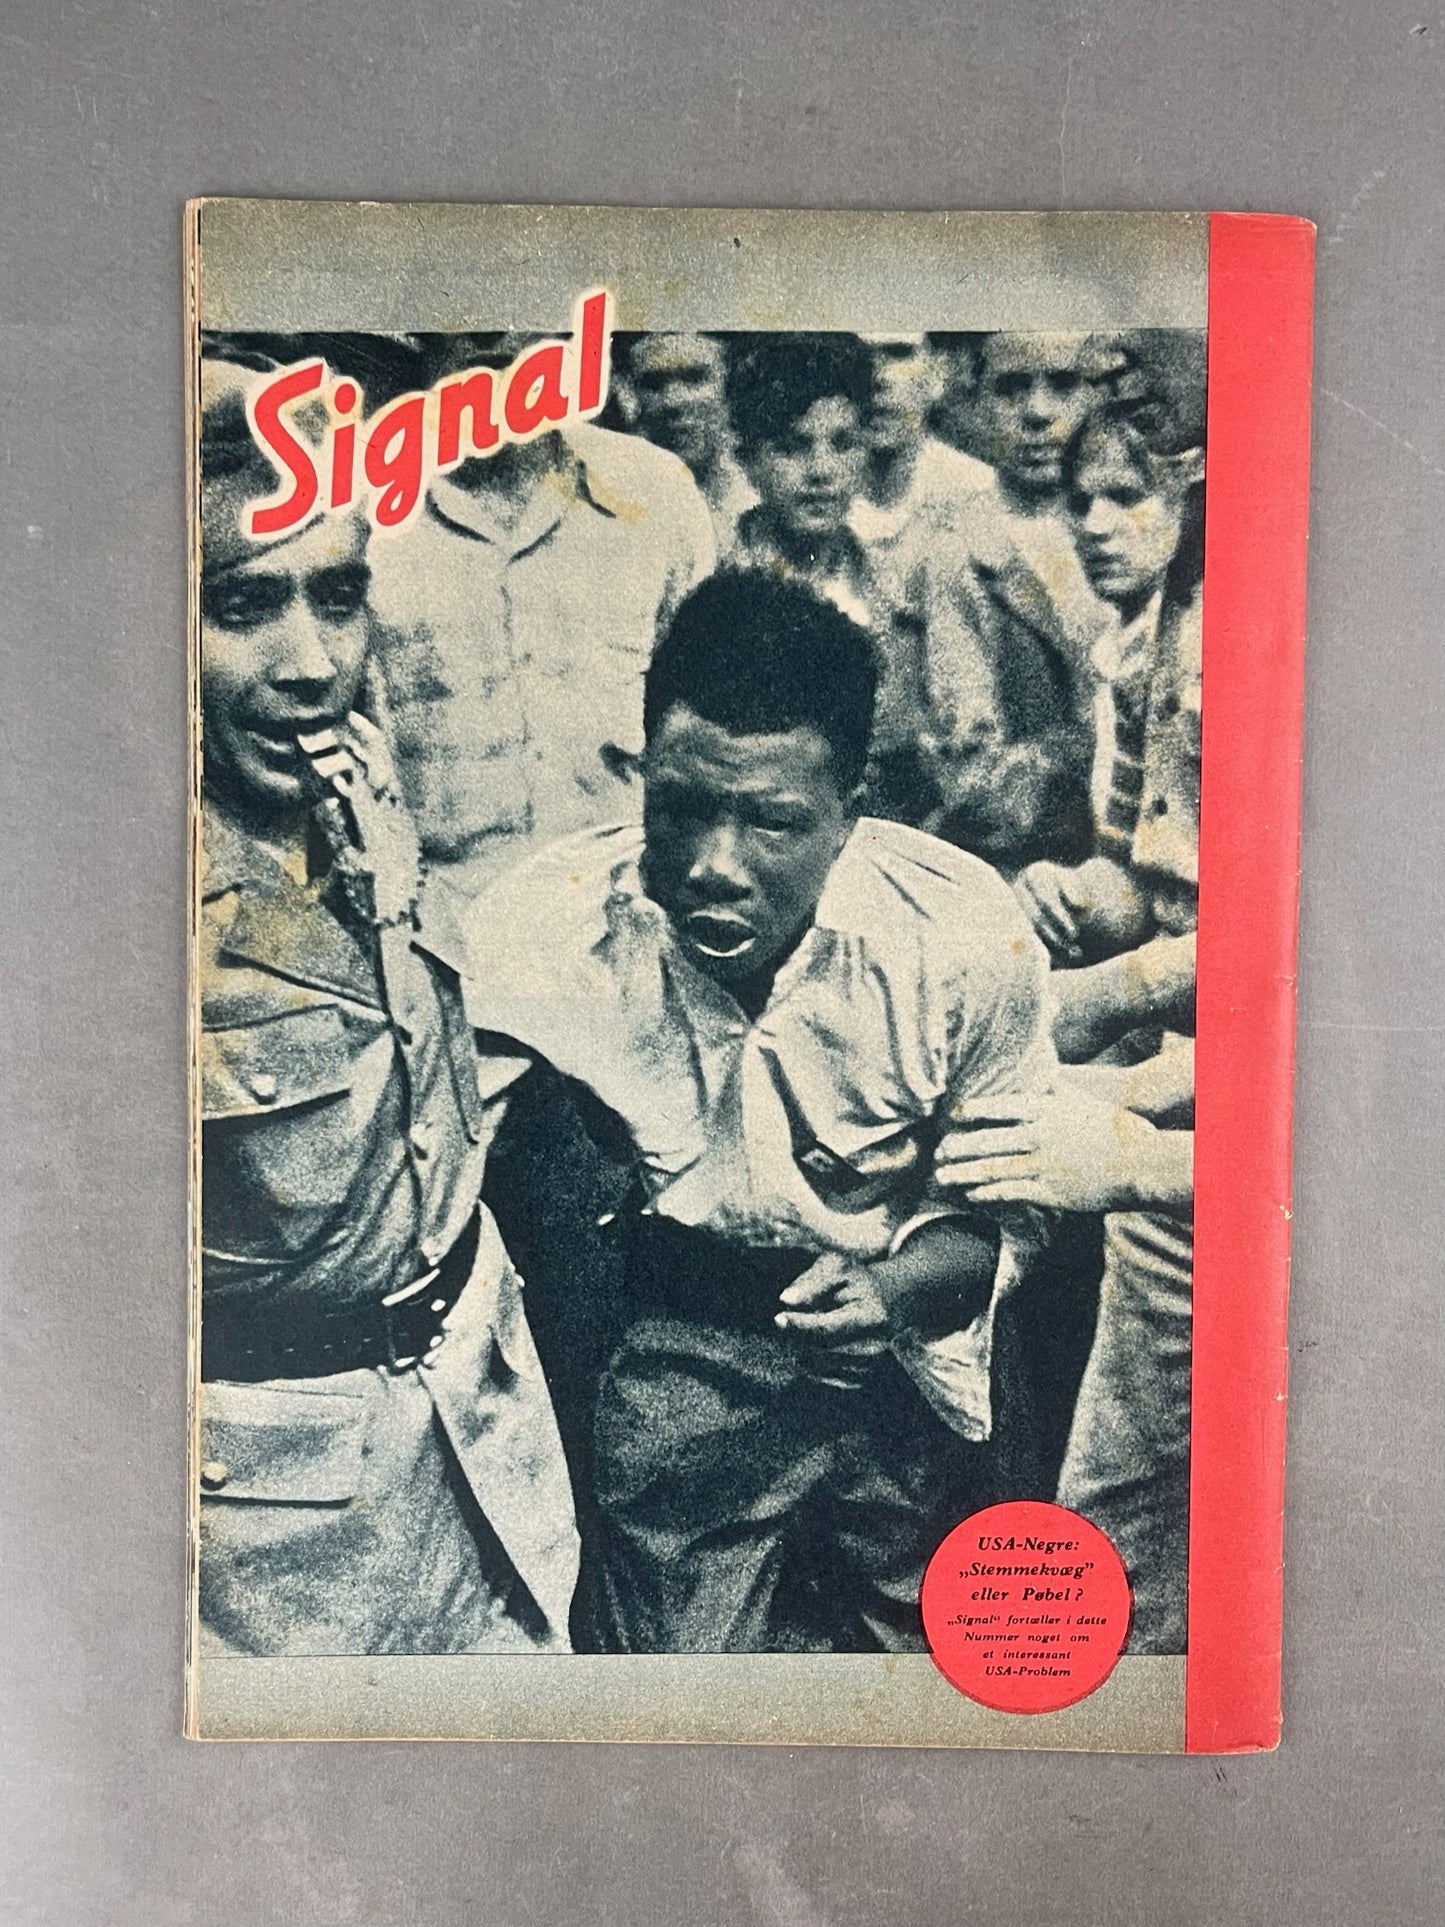 Signal
USA-Negre:
„Stemmekvæg”
eller Pøbel?
„Signal“ fortæller i dette
Nummer noget om
et interessant
USA-Problem